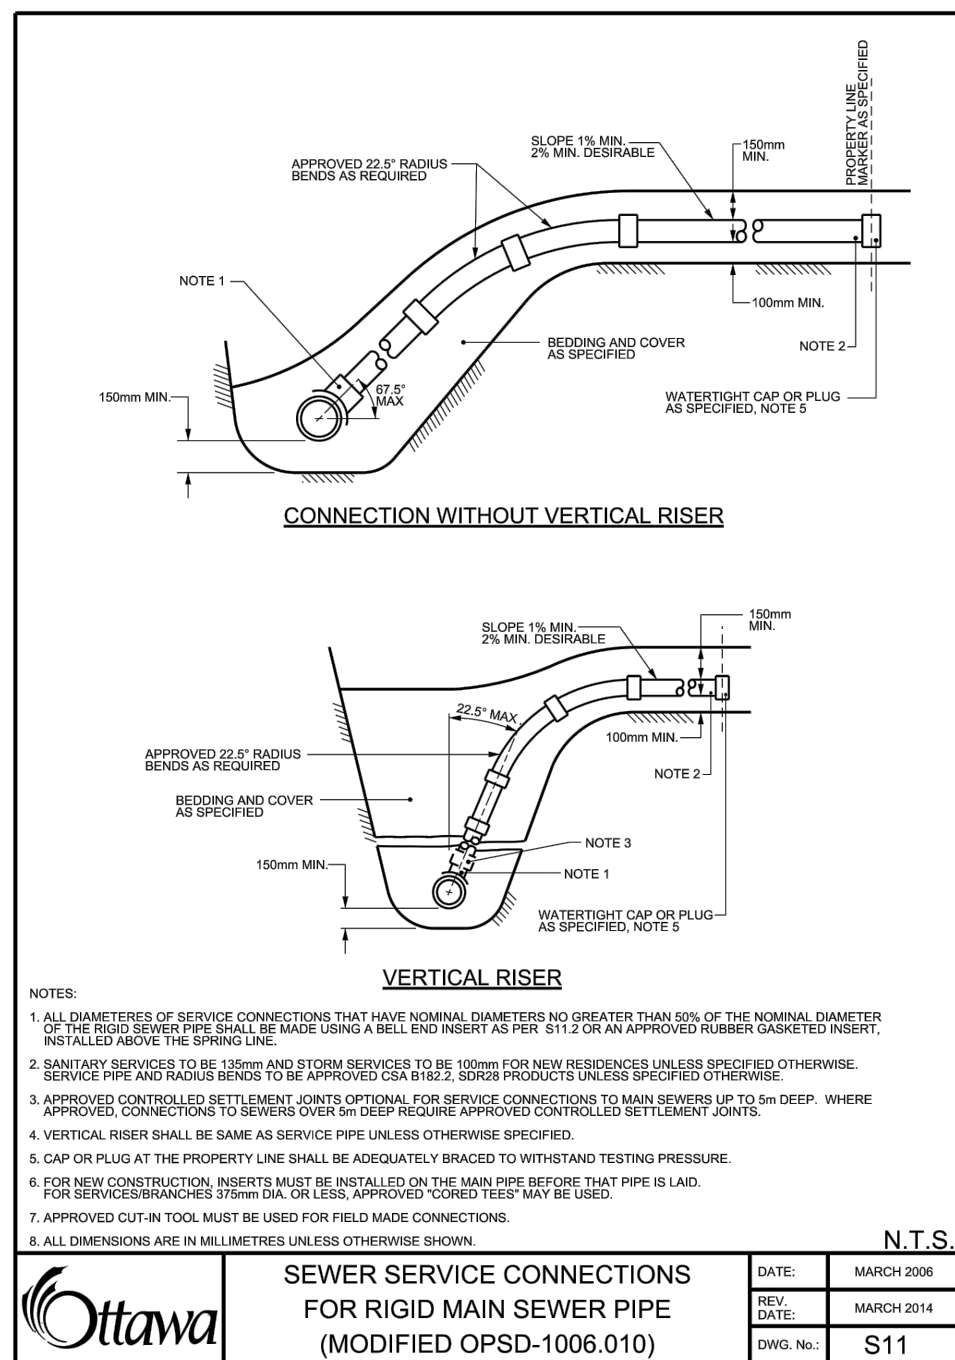 PROPERTY LINE
MARKER AS SPECIFIED
SLOPE 1% MIN.
2% MIN. DESIRABLE
150mm
MIN.
APPROVED 22.5° RADIUS
BENDS AS REQUIRED
NOTE 1
100mm MIN.
BEDDING AND COVER
AS SPECIFIED
NOTE 2
67.5°
MAX
150mm MIN.
WATERTIGHT CAP OR PLUG
AS SPECIFIED, NOTE 5
CONNECTION WITHOUT VERTICAL RISER
150mm
MIN.
SLOPE 1% MIN.
2% MIN. DESIRABLE
22.5° MAX.
100mm MIN.
APPROVED 22.5° RADIUS
BENDS AS REQUIRED
NOTE 2
BEDDING AND COVER
AS SPECIFIED
NOTE 3
150mm MIN.
NOTE 1
WATERTIGHT CAP OR PLUG
AS SPECIFIED, NOTE 5
VERTICAL RISER
NOTES:
1. ALL DIAMETERES OF SERVICE CONNECTIONS THAT HAVE NOMINAL DIAMETERS NO GREATER THAN 50% OF THE NOMINAL DIAMETER
OF THE RIGID SEWER PIPE SHALL BE MADE USING A BELL END INSERT AS PER S11.2 OR AN APPROVED RUBBER GASKETED INSERT,
INSTALLED ABOVE THE SPRING LINE.
2. SANITARY SERVICES TO BE 135mm AND STORM SERVICES TO BE 100mm FOR NEW RESIDENCES UNLESS SPECIFIED OTHERWISE.
SERVICE PIPE AND RADIUS BENDS TO BE APPROVED CSA B182.2, SDR28 PRODUCTS UNLESS SPECIFIED OTHERWISE.
3. APPROVED CONTROLLED SETTLEMENT JOINTS OPTIONAL FOR SERVICE CONNECTIONS TO MAIN SEWERS UP TO 5m DEEP. WHERE
APPROVED, CONNECTIONS TO SEWERS OVER 5m DEEP REQUIRE APPROVED CONTROLLED SETTLEMENT JOINTS.
4. VERTICAL RISER SHALL BE SAME AS SERVICE PIPE UNLESS OTHERWISE SPECIFIED.
5. CAP OR PLUG AT THE PROPERTY LINE SHALL BE ADEQUATELY BRACED TO WITHSTAND TESTING PRESSURE.
6. FOR NEW CONSTRUCTION, INSERTS MUST BE INSTALLED ON THE MAIN PIPE BEFORE THAT PIPE IS LAID.
FOR SERVICES/BRANCHES 375mm DIA. OR LESS, APPROVED "CORED TEES" MAY BE USED.
7. APPROVED CUT-IN TOOL MUST BE USED FOR FIELD MADE CONNECTIONS.
8. ALL DIMENSIONS ARE IN MILLIMETRES UNLESS OTHERWISE SHOWN.
N.T.S.
Ottawa
SEWER SERVICE CONNECTIONS
FOR RIGID MAIN SEWER PIPE
(MODIFIED OPSD-1006.010)
DATE: MARCH 2006
REV.
DATE: MARCH 2014
DWG. No.: S11